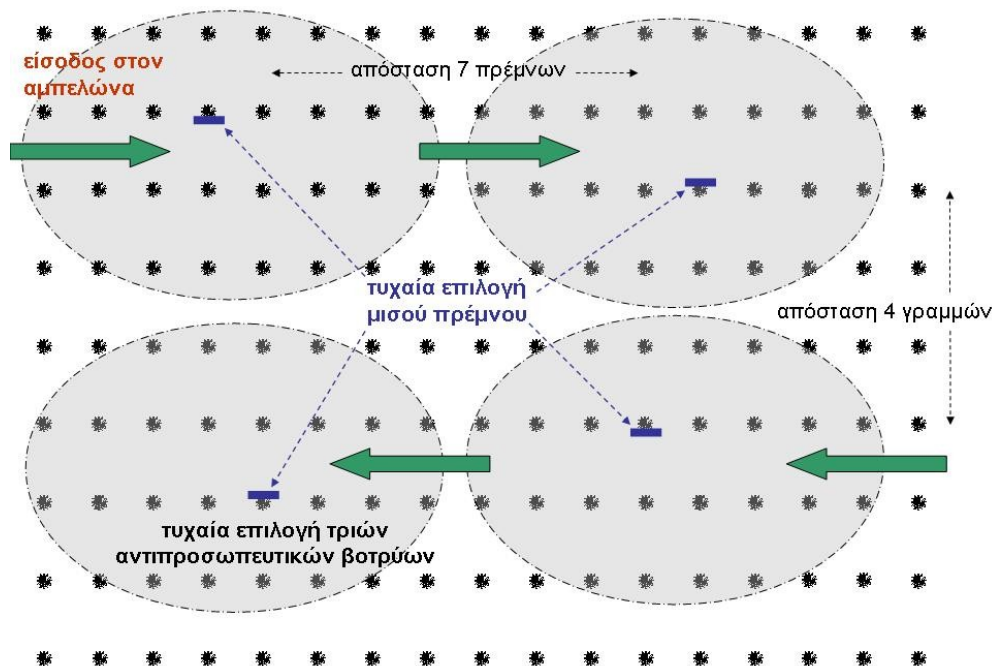 είσοδος στον
αμπελώνα
απόσταση 7 πρέμνων
τυχαία επιλογή
μισού πρέμνου
απόσταση 4 γραμμών
τυχαία επιλογή τριών
αντιπροσωπευτικών βοτρύων